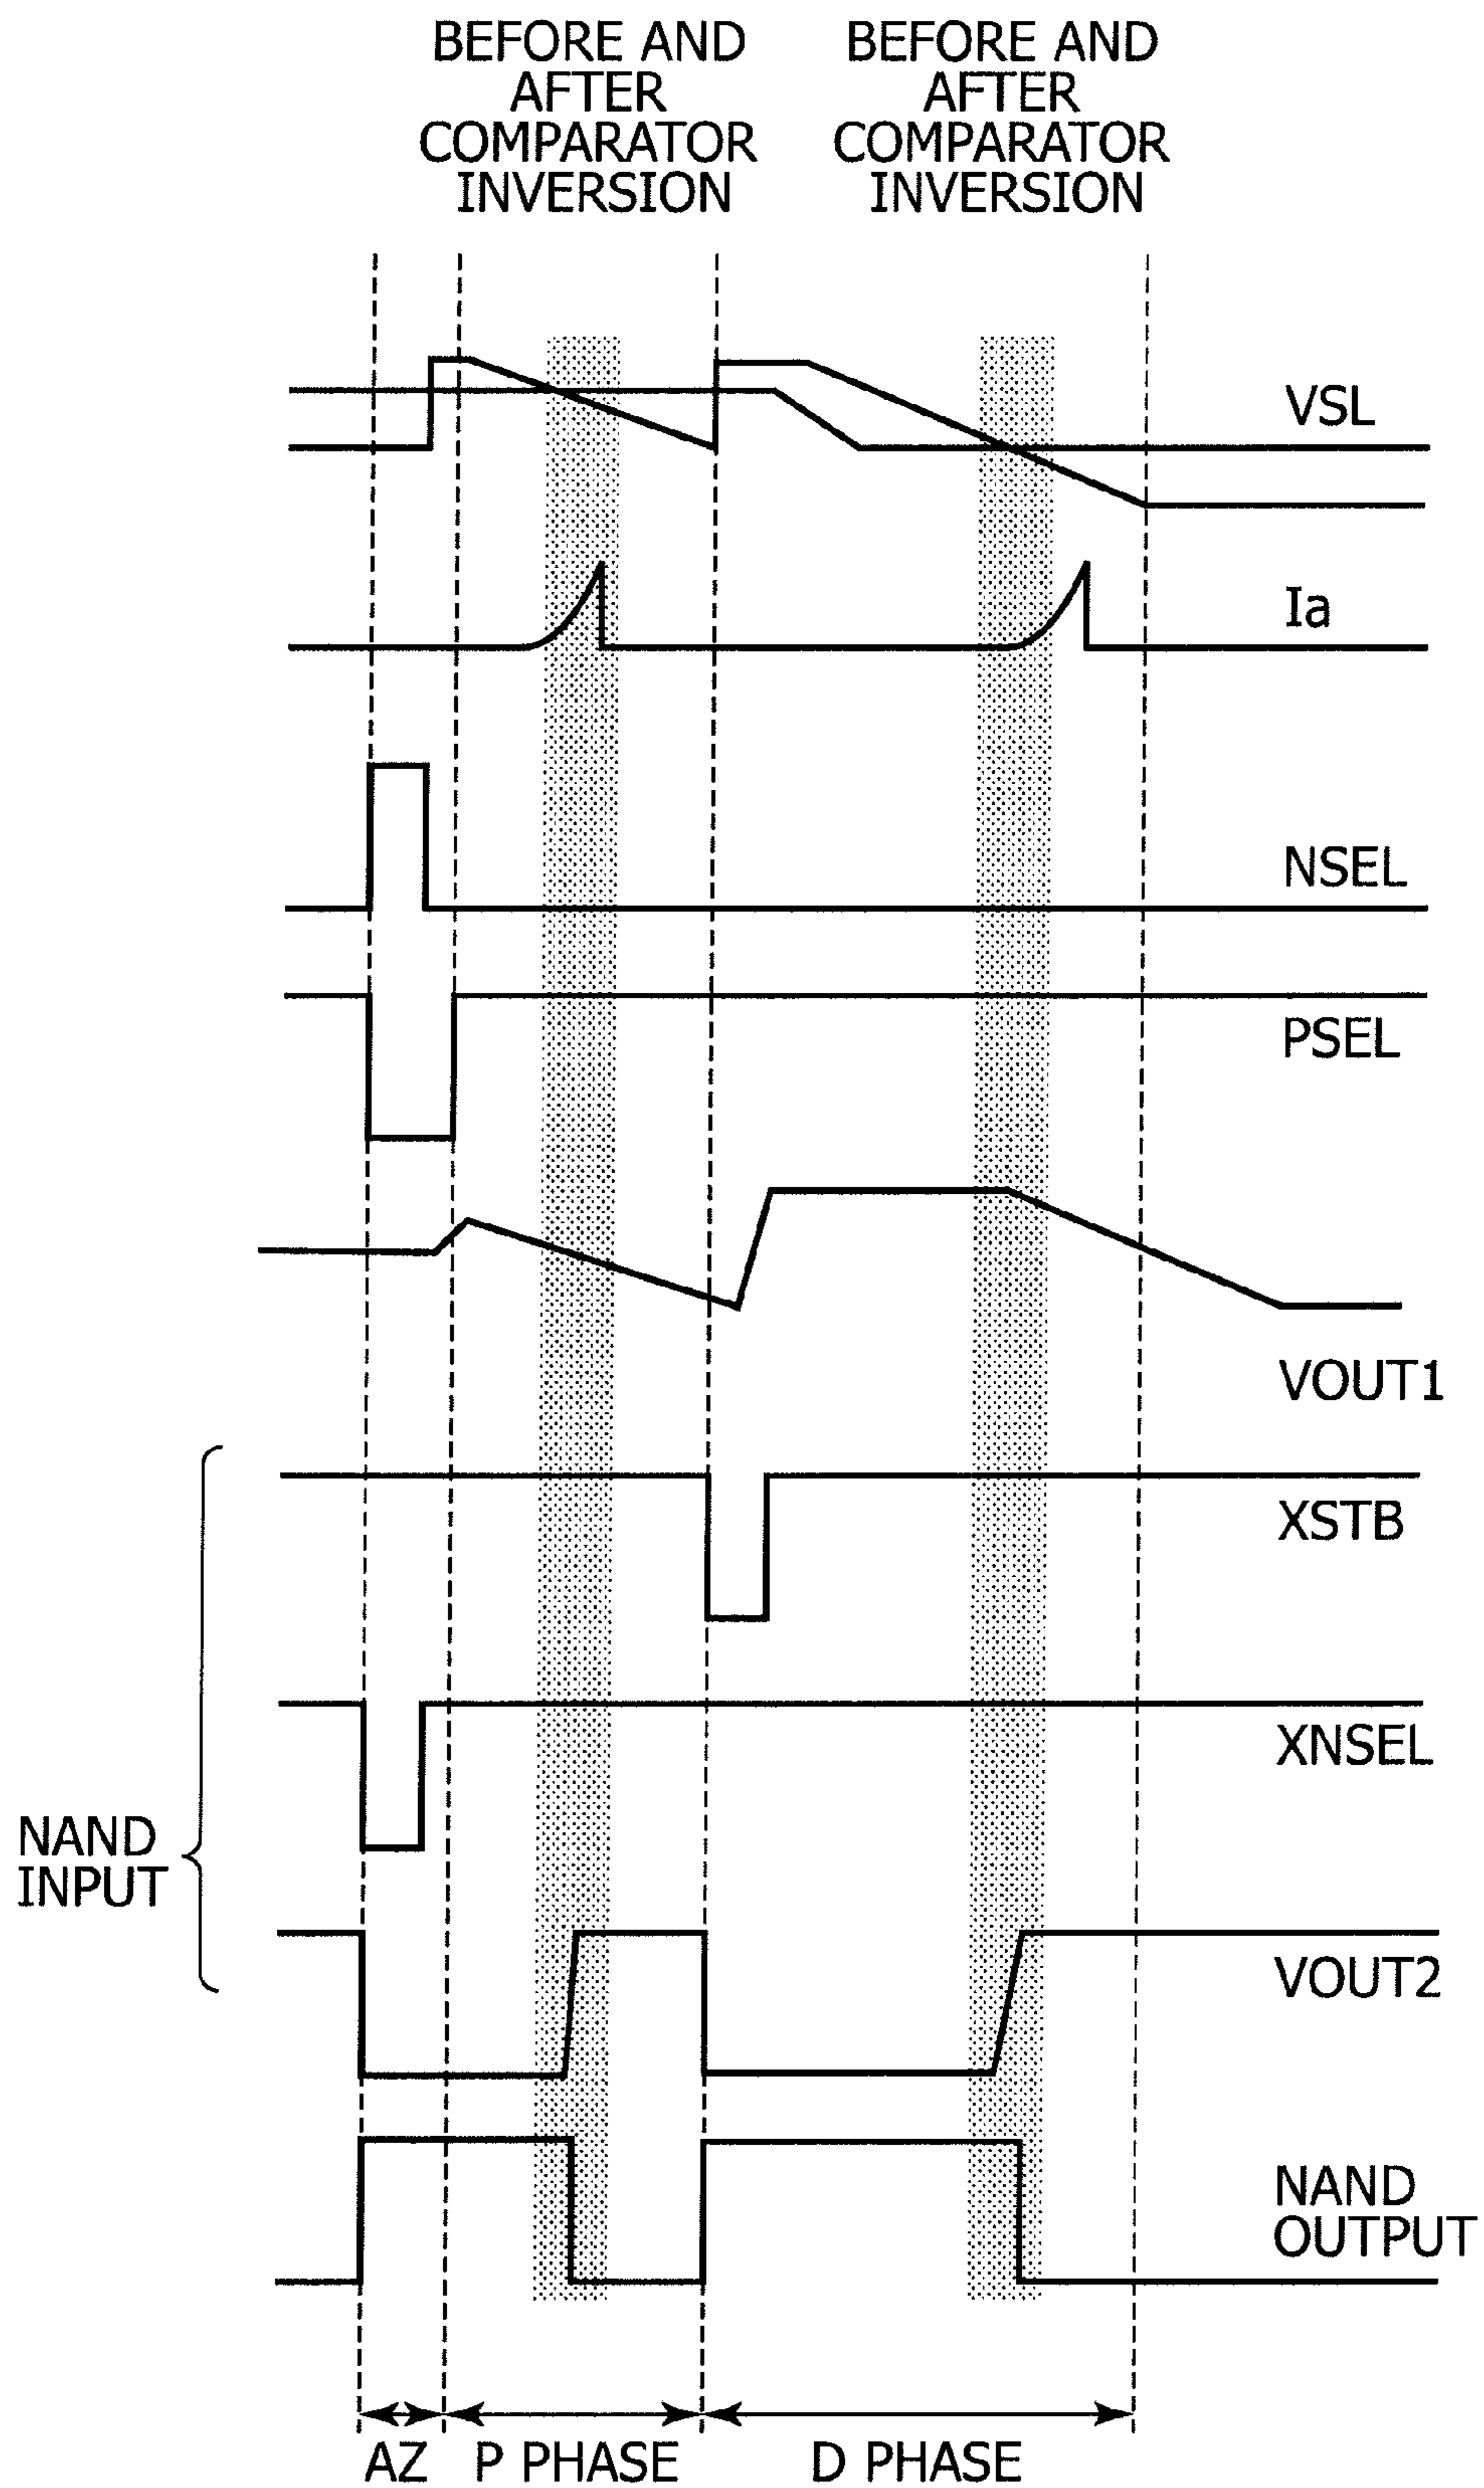 BEFORE AND
AFTER
COMPARATOR
INVERSION
BEFORE AND
AFTER
COMPARATOR
INVERSION
VSL
Ia
NSEL
PSEL
VOUT1
XSTB
XNSEL
NAND
INPUT
VOUT2
NAND
OUTPUT
AZ
P PHASE
D PHASE